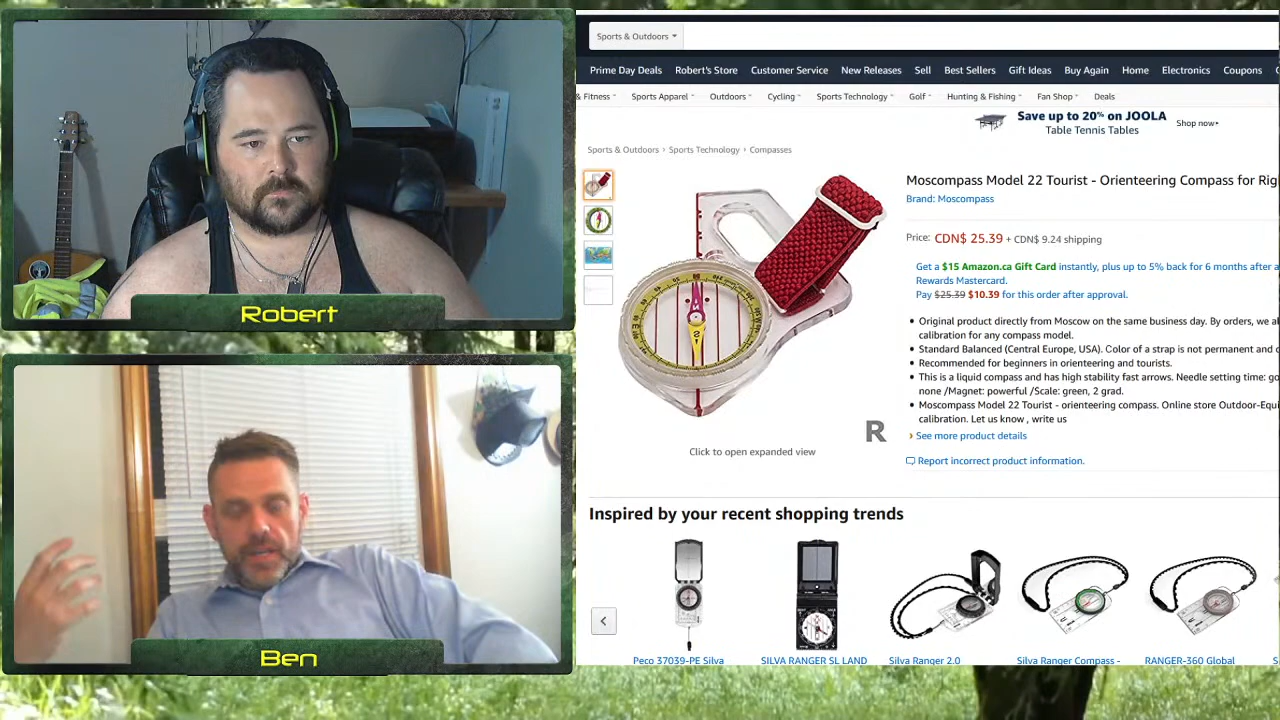 Robert
Ben
Sports & Outdoors
Prime Day Deals Robert's Store Customer Service New Releases Sell Best Sellers Gift Ideas Buy Again Home Electronics Coupons
& Fitness Sports Apparel Outdoors Cycling Sports Technology Golf Hunting & Fishing Fan Shop Deals
Save up to 20% on JOOLA
Table Tennis Tables
Shop now
Sports & Outdoors › Sports Technology › Compasses
Moscompass Model 22 Tourist - Orienteering Compass for Rig
Brand: Moscompass
Price: CDN$ 25.39 + CDN$ 9.24 shipping
Get a $15 Amazon.ca Gift Card instantly, plus up to 5% back for 6 months after a
Rewards Mastercard.
Pay $25.39 $10.39 for this order after approval.
• Original product directly from Moscow on the same business day. By orders, we al
calibration for any compass model.
• Standard Balanced (Central Europe, USA). Color of a strap is not permanent and c
• Recommended for beginners in orienteering and tourists.
• This is a liquid compass and has high stability fast arrows. Needle setting time: go
none /Magnet: powerful /Scale: green, 2 grad.
• Moscompass Model 22 Tourist - orienteering compass. Online store Outdoor-Equi
calibration. Let us know , write us
› See more product details
Report incorrect product information.
R
Click to open expanded view
Inspired by your recent shopping trends
Peco 37039-PE Silva
SILVA RANGER SL LAND
Silva Ranger 2.0
Silva Ranger Compass -
RANGER-360 Global